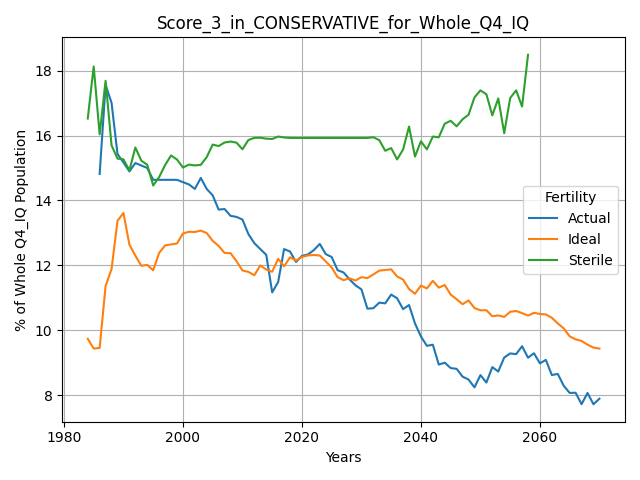 Score_3_in_CONSERVATIVE_for_Whole_Q4_IQ
% of Whole Q4_IQ Population
18
16
14
12
10
8
Fertility
Actual
Ideal
Sterile
1980
2000
2020
2040
2060
Years